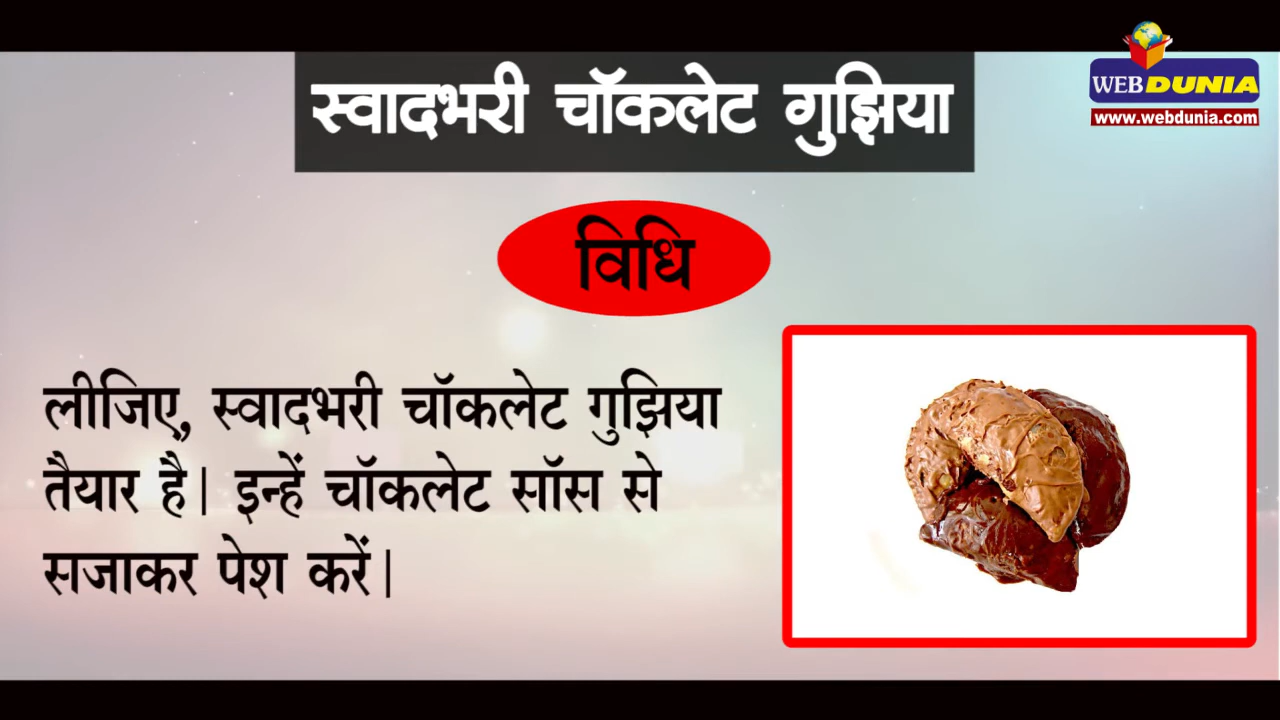 स्वादभरी चॉकलेट गुझिया
WEBDUNIA
www.webdunia.com
विधि
लीजिए, स्वादभरी चॉकलेट गुझिया
तैयार है। इन्हें चॉकलेट सॉस से
सजाकर पेश करें।